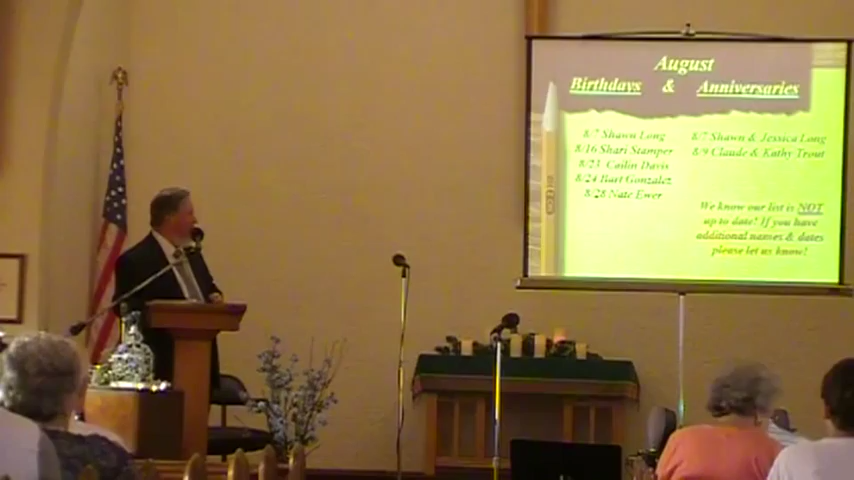 August
Birthdays & Anniversaries
8/7 Shawn Long
8/16 Shari Stamper
8/23 Cailin Davis
8/24 Bart Gonzalez
8/28 Nate Ewer
8/7 Shawn & Jessica Long
8/9 Claude & Kathy Trout
We know our list is NOT
up to date! If you have
additional names & dates
please let us know!